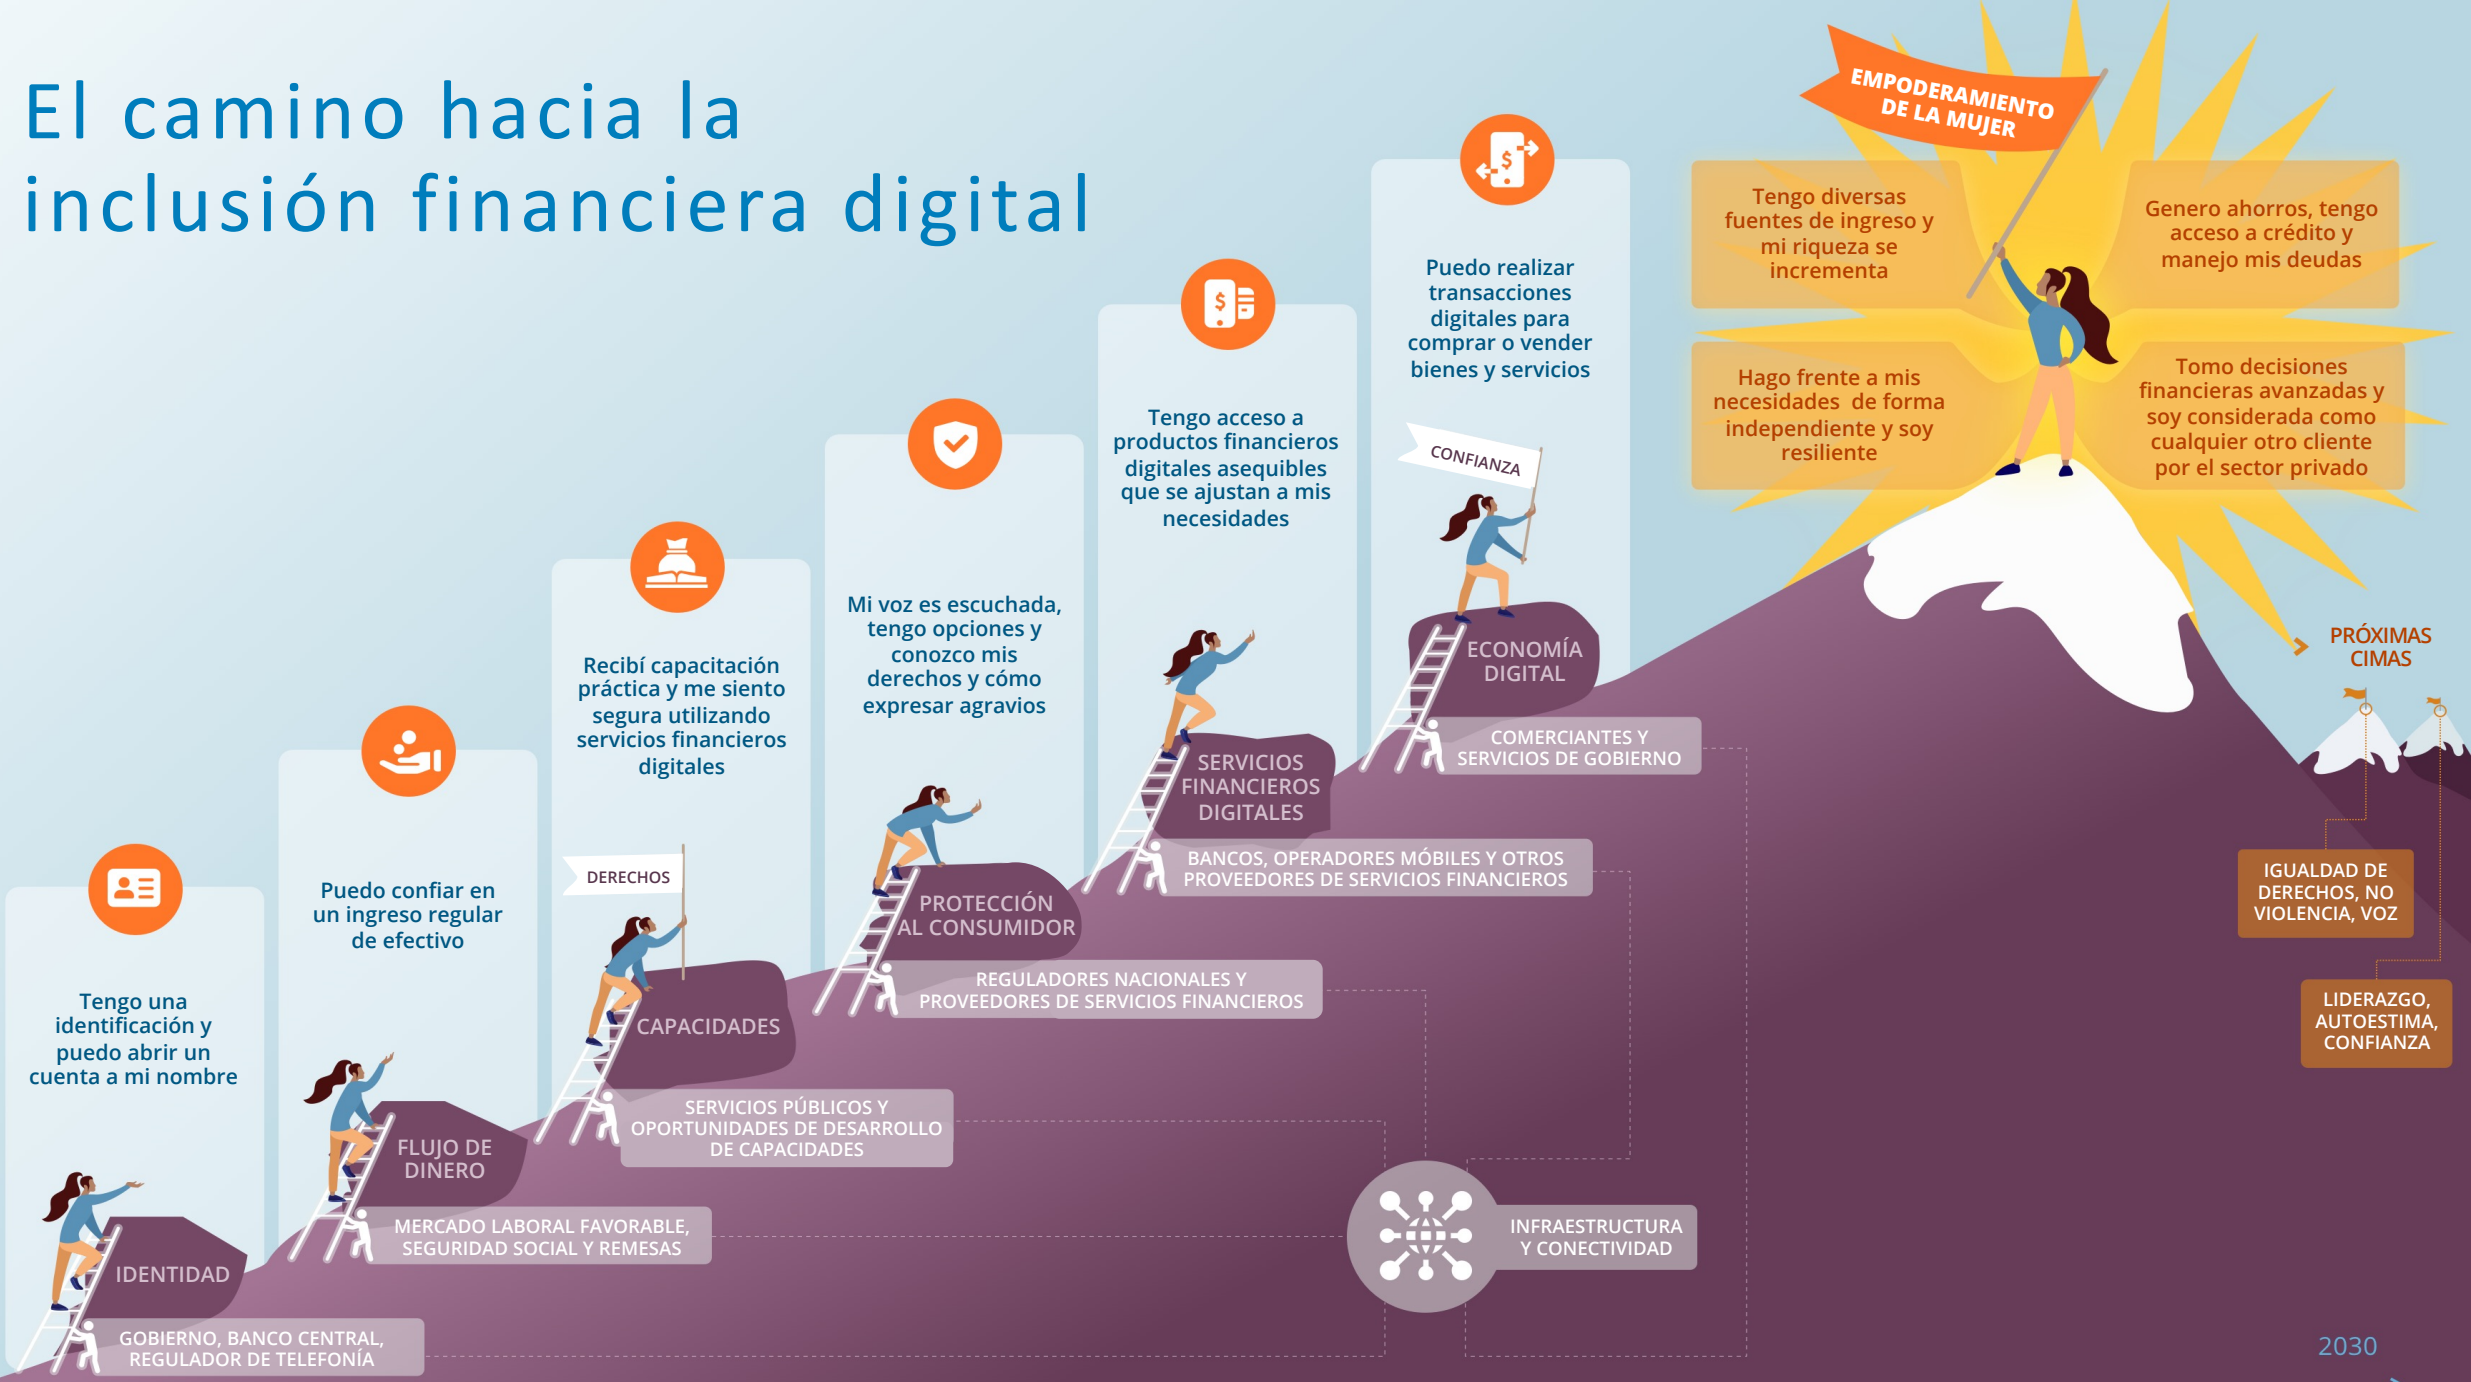 El camino hacia la
inclusión financiera digital
Tengo una
identificación y
puedo abrir un
cuenta a mi nombre
IDENTIDAD
GOBIERNO, BANCO CENTRAL,
REGULADOR DE TELEFONÍA
Puedo confiar en
un ingreso regular
de efectivo
FLUJO DE
DINERO
MERCADO LABORAL FAVORABLE,
SEGURIDAD SOCIAL Y REMESAS
Recibí capacitación
práctica y me siento
segura utilizando
servicios financieros
digitales
DERECHOS
CAPACIDADES
SERVICIOS PÚBLICOS Y
OPORTUNIDADES DE DESARROLLO
DE CAPACIDADES
Mi voz es escuchada,
tengo opciones y
conozco mis
derechos y cómo
expresar agravios
PROTECCIÓN
AL CONSUMIDOR
REGULADORES NACIONALES Y
PROVEEDORES DE SERVICIOS FINANCIEROS
$
Tengo acceso a
productos financieros
digitales asequibles
que se ajustan a mis
necesidades
SERVICIOS
FINANCIEROS
DIGITALES
BANCOS, OPERADORES MÓBILES Y OTROS
PROVEEDORES DE SERVICIOS FINANCIEROS
$
Puedo realizar
transacciones
digitales para
comprar o vender
bienes y servicios
CONFIANZA
ECONOMÍA
DIGITAL
COMERCIANTES Y
SERVICIOS DE GOBIERNO
INFRAESTRUCTURA
Y CONECTIVIDAD
EMPODERAMIENTO
DE LA MUJER
Tengo diversas
fuentes de ingreso y
mi riqueza se
incrementa
Genero ahorros, tengo
acceso a crédito y
manejo mis deudas
Hago frente a mis
necesidades de forma
independiente y soy
resiliente
Tomo decisiones
financieras avanzadas y
soy considerada como
cualquier otro cliente
por el sector privado
PRÓXIMAS
CIMAS
IGUALDAD DE
DERECHOS, NO
VIOLENCIA, VOZ
LIDERAZGO,
AUTOESTIMA,
CONFIANZA
2030